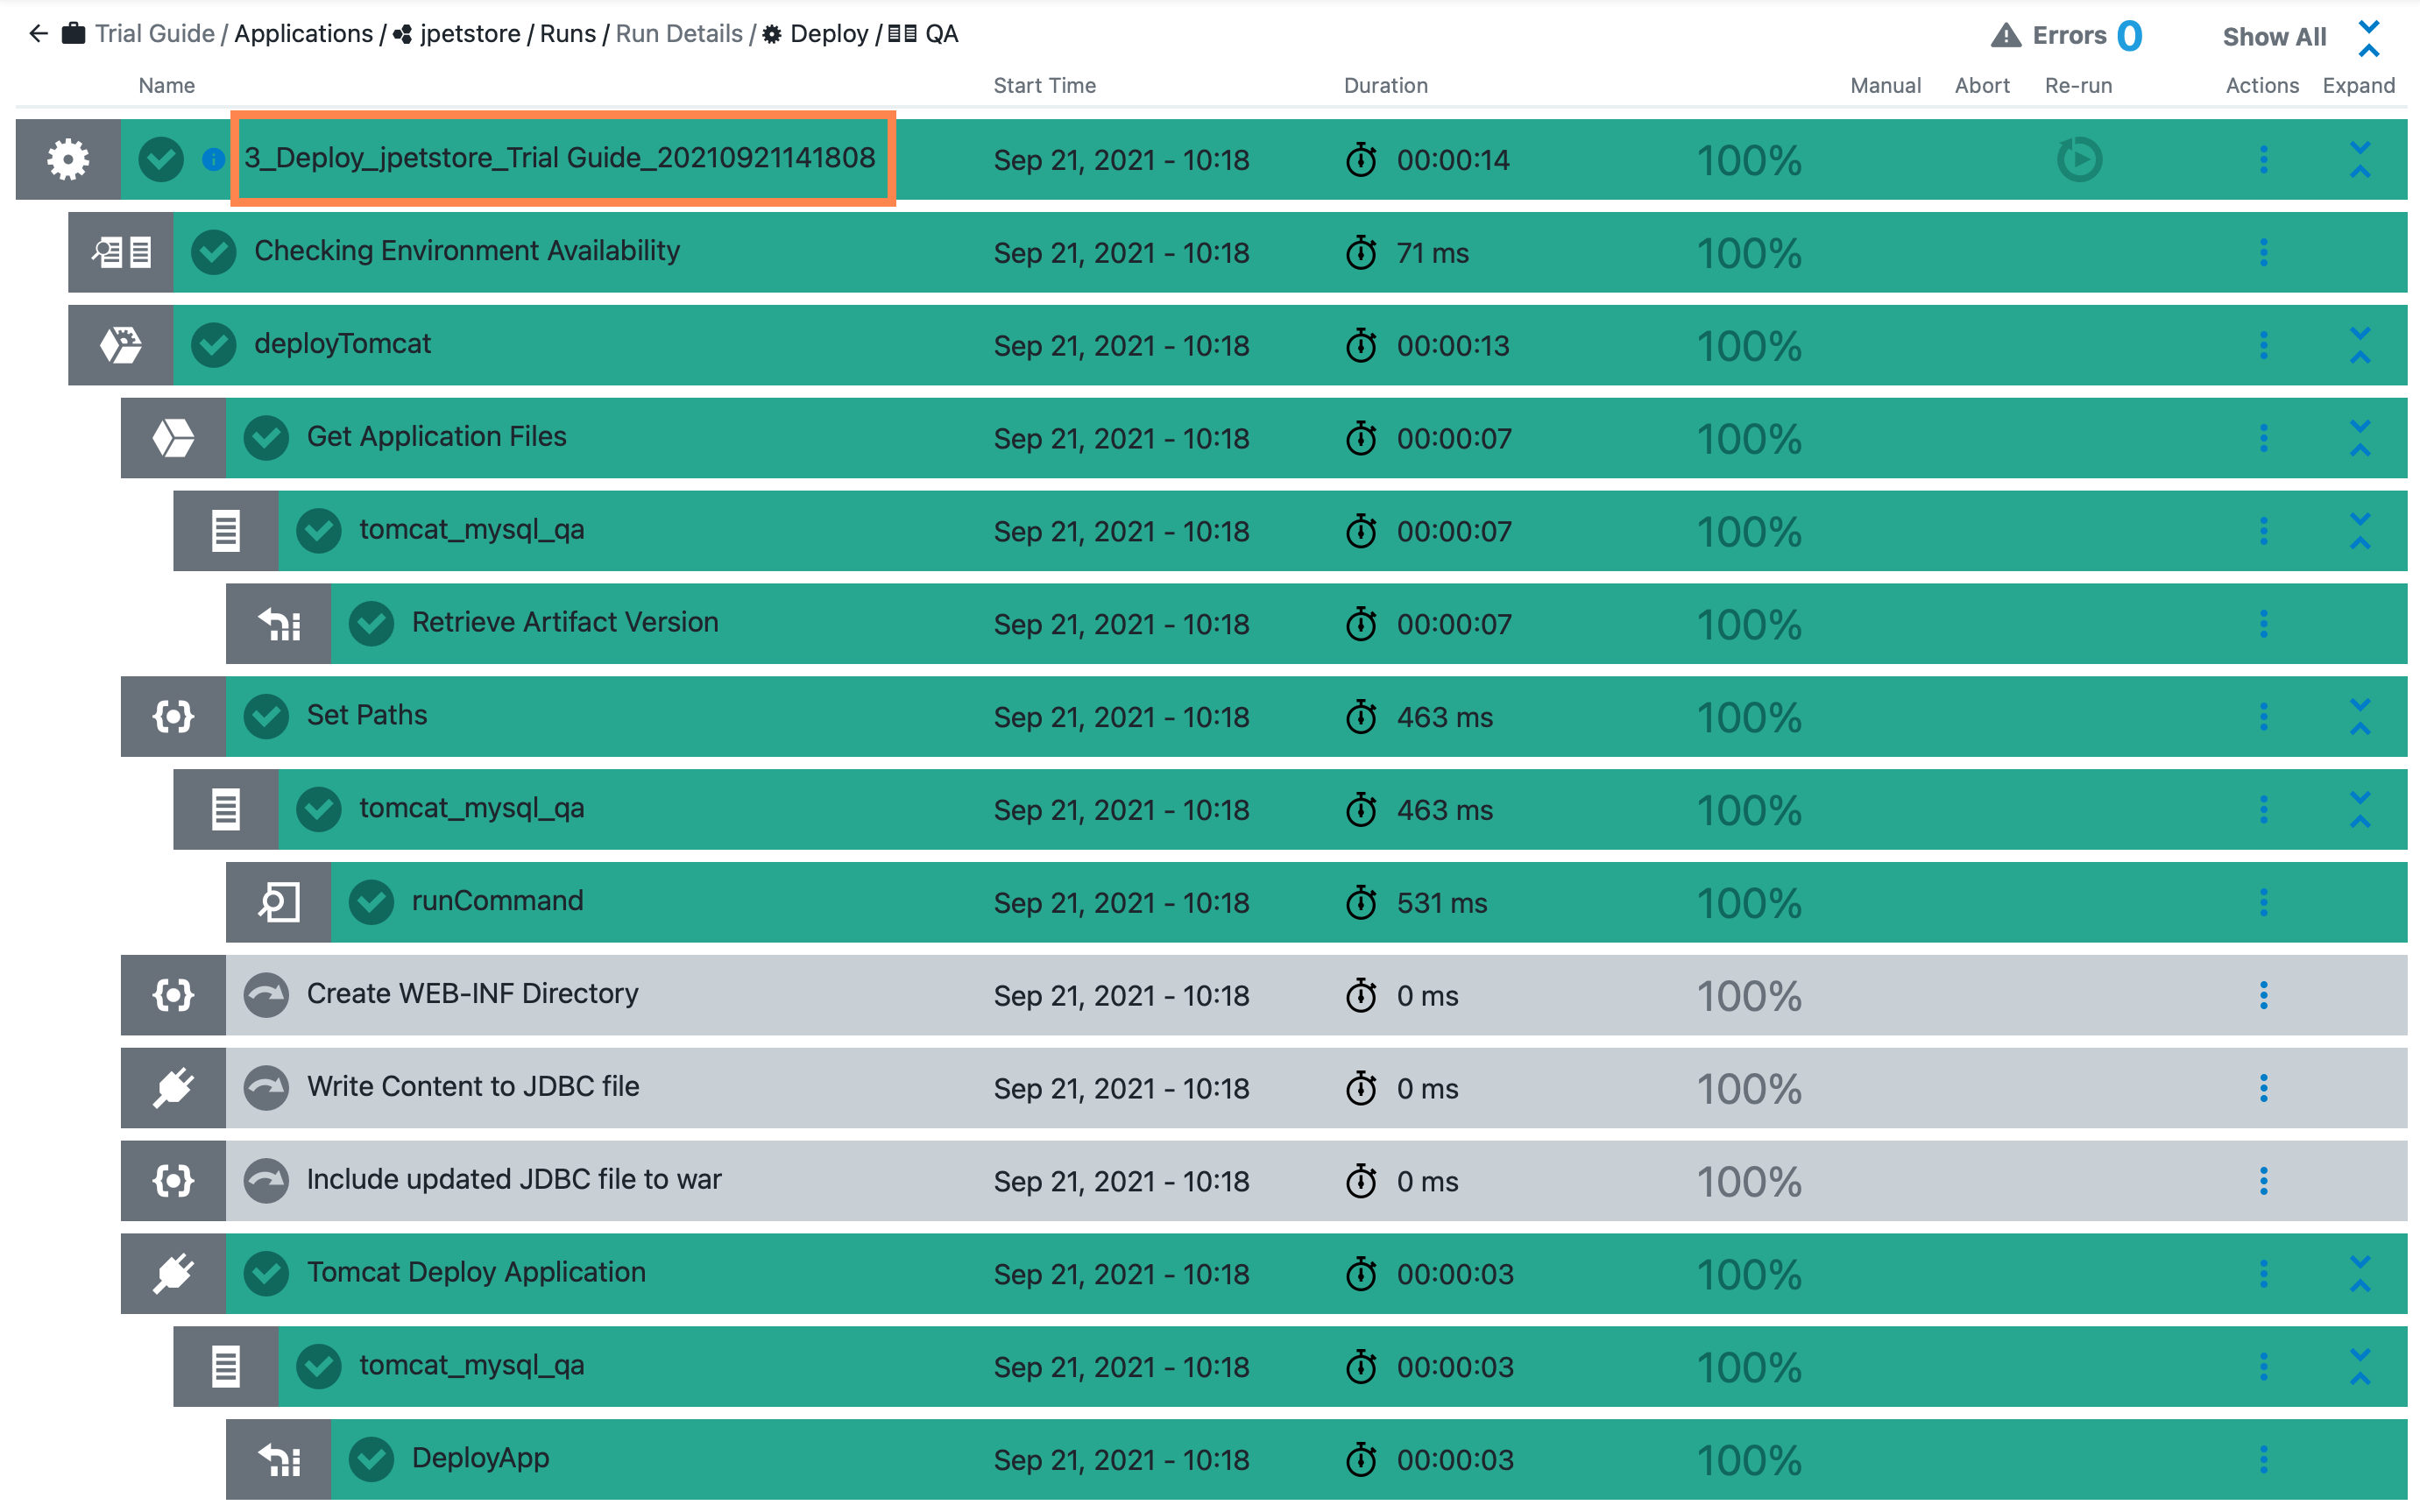 Trial Guide / Applications / jpetstore / Runs / Run Details / Deploy / QA Errors 0 Show All
Name Start Time Duration Manual Abort Re-run Actions Expand
3_Deploy_jpetstore_Trial Guide_20210921141808 Sep 21, 2021 - 10:18 00:00:14 100%
Checking Environment Availability Sep 21, 2021 - 10:18 71 ms 100%
deployTomcat Sep 21, 2021 - 10:18 00:00:13 100%
Get Application Files Sep 21, 2021 - 10:18 00:00:07 100%
tomcat_mysql_qa Sep 21, 2021 - 10:18 00:00:07 100%
Retrieve Artifact Version Sep 21, 2021 - 10:18 00:00:07 100%
Set Paths Sep 21, 2021 - 10:18 463 ms 100%
tomcat_mysql_qa Sep 21, 2021 - 10:18 463 ms 100%
runCommand Sep 21, 2021 - 10:18 531 ms 100%
Create WEB-INF Directory Sep 21, 2021 - 10:18 0 ms 100%
Write Content to JDBC file Sep 21, 2021 - 10:18 0 ms 100%
Include updated JDBC file to war Sep 21, 2021 - 10:18 0 ms 100%
Tomcat Deploy Application Sep 21, 2021 - 10:18 00:00:03 100%
tomcat_mysql_qa Sep 21, 2021 - 10:18 00:00:03 100%
DeployApp Sep 21, 2021 - 10:18 00:00:03 100%